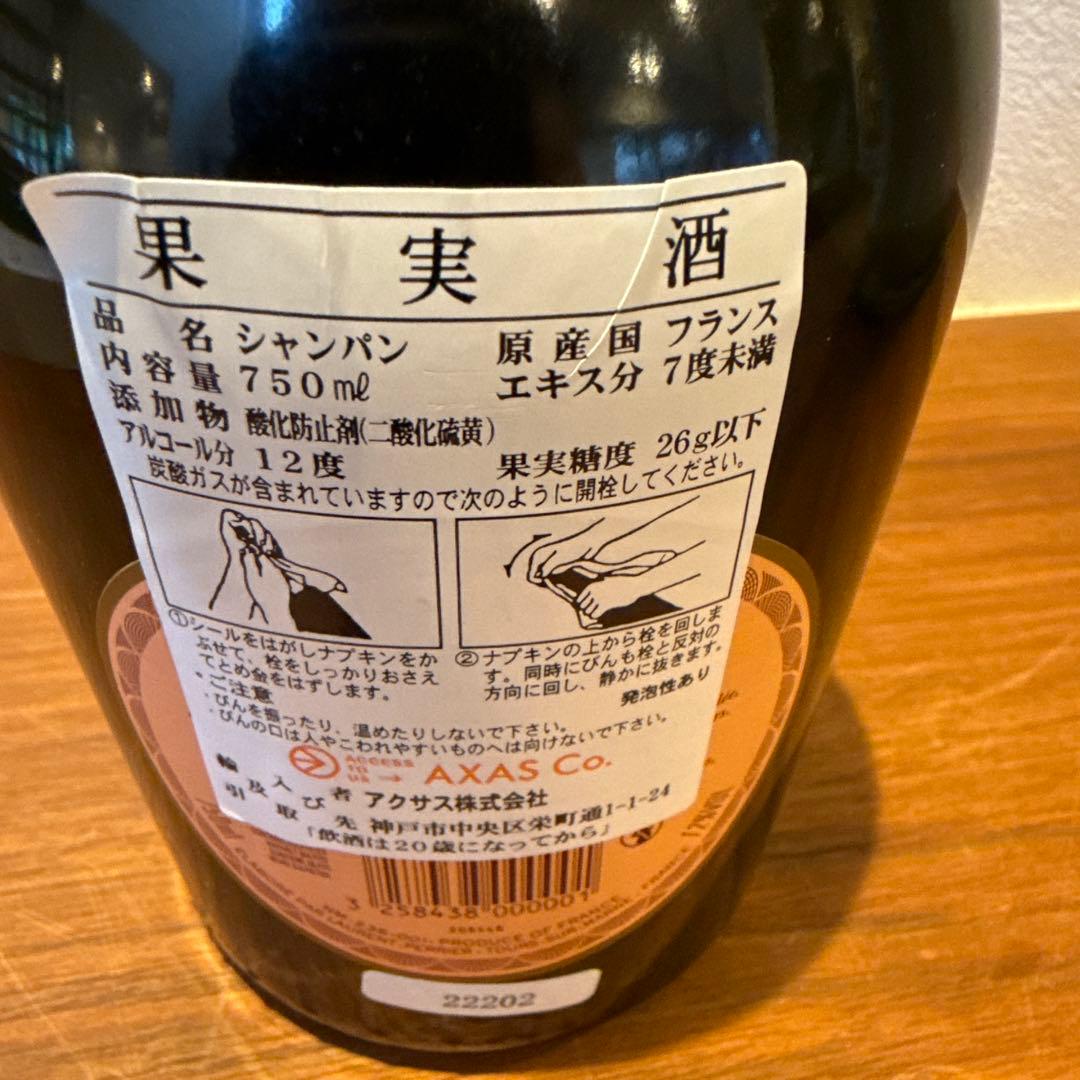 果実酒
品名 シャンパン 原産国 フランス
内容量 750ml エキス分 7度未満
添加物 酸化防止剤(二酸化硫黄)
アルコール分 12度 果実糖度 26g以下
炭酸ガスが含まれていますので次のように開栓してください。
①シールをはがしナプキンをか
ぶせて、栓をしっかりおさえ
てとめ金をはずします。
②ナプキンの上から栓を回しま
す。同時にびんも栓と反対の
方向に回し、静かに抜きます。
・ご注意 発泡性あり
・びんを振ったり、温めたりしないで下さい。
・びんの口は人やこわれやすいものへは向けないで下さい。
ACCESS TO US → AXAS Co.
輸入者 アクサス株式会社
及び
引取先 神戸市中央区栄町通1-1-24
「飲酒は20歳になってから」
3 258438 000001
PRODUCE OF FRANCE
LAURENT-PERRIER - TOURS-SUR-MARNE - FRANCE
22202